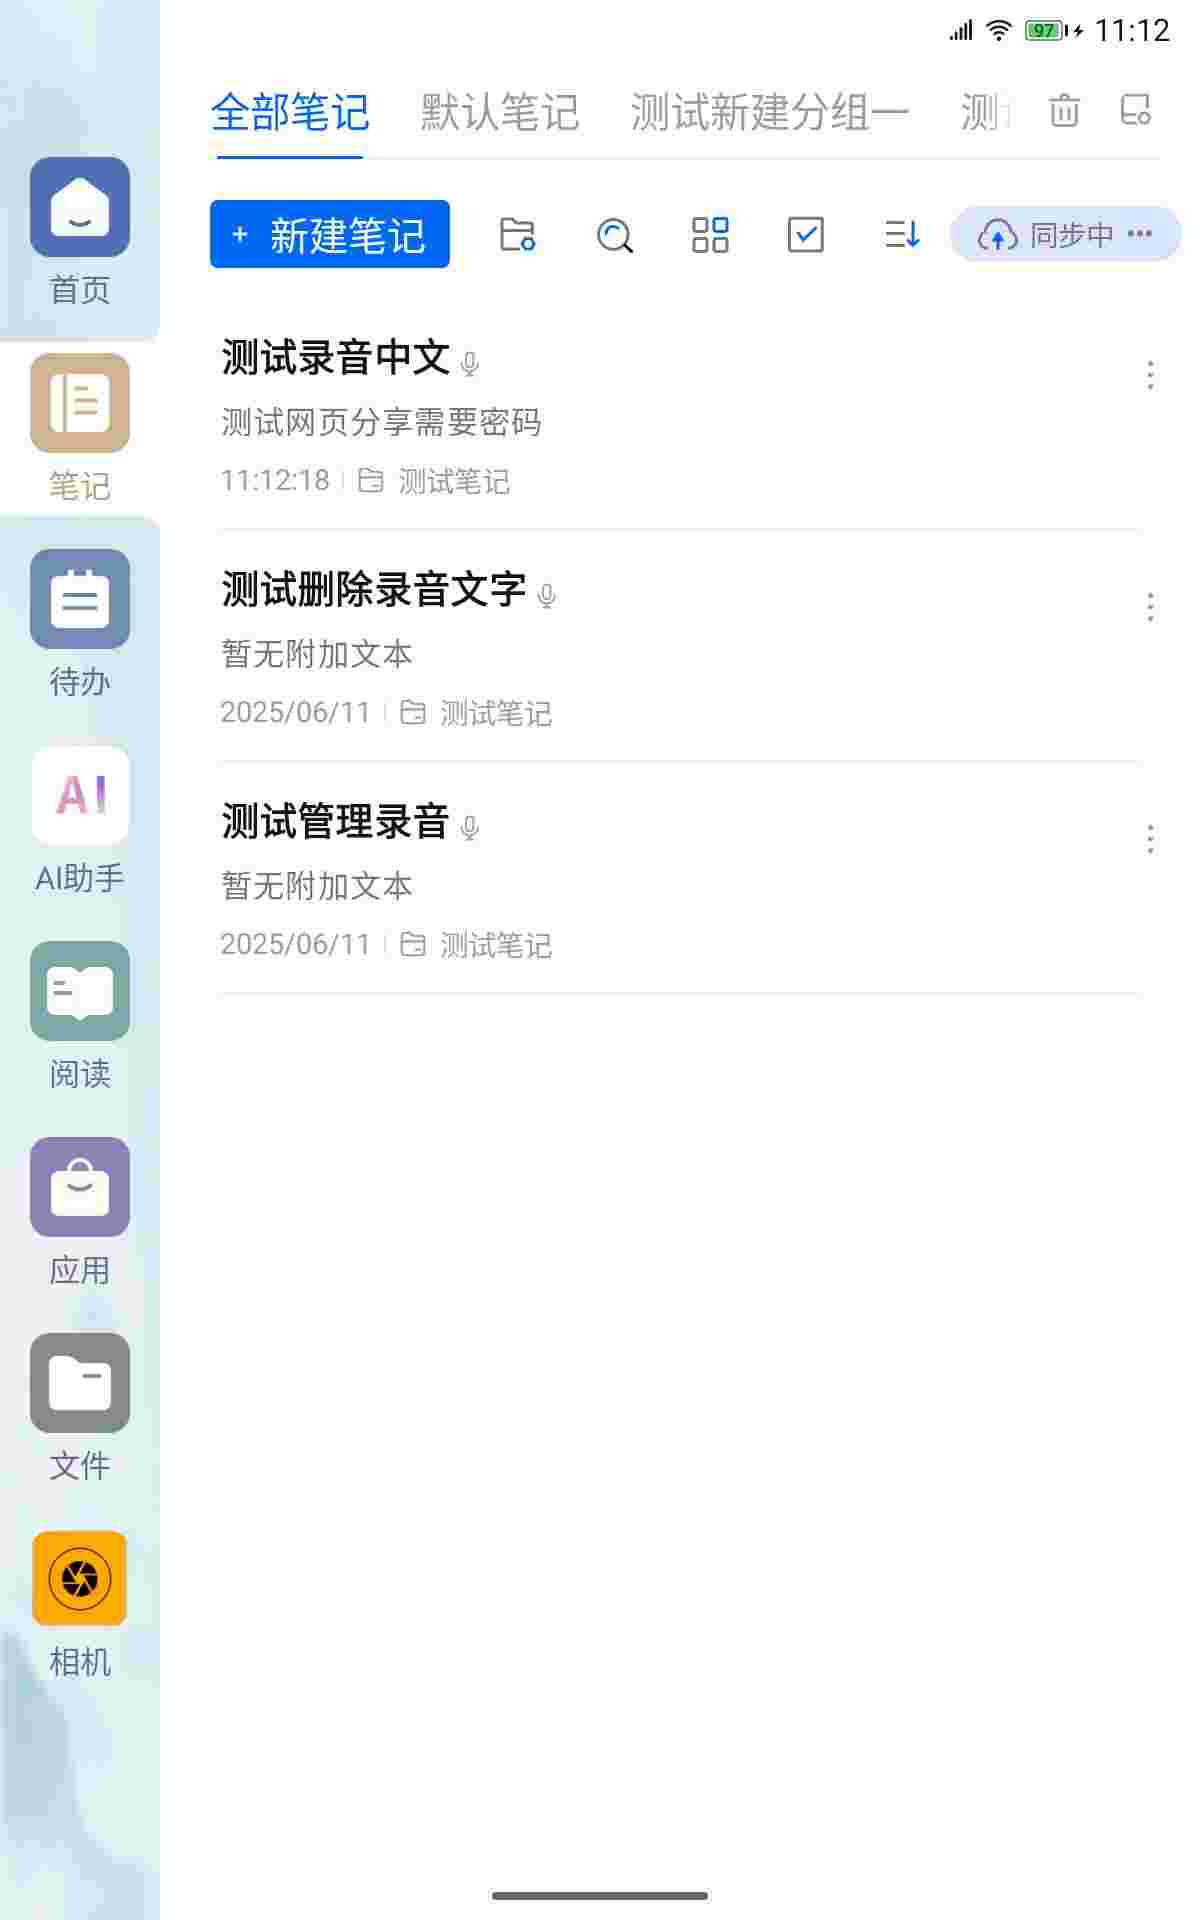 97 11:12
全部笔记 默认笔记 测试新建分组一 测
+ 新建笔记 同步中 •••
首页
笔记
待办
AI
AI助手
阅读
应用
文件
相机
测试录音中文
测试网页分享需要密码
11:12:18 测试笔记
测试删除录音文字
暂无附加文本
2025/06/11 测试笔记
测试管理录音
暂无附加文本
2025/06/11 测试笔记